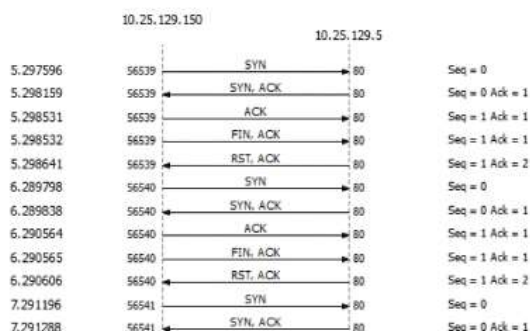 10.25.129.150
10.25.129.5
5.297596 56539 SYN 80 Seq = 0
5.298159 56539 SYN, ACK 80 Seq = 0 Ack = 1
5.298531 56539 ACK 80 Seq = 1 Ack = 1
5.298532 56539 FIN, ACK 80 Seq = 1 Ack = 1
5.298641 56539 RST, ACK 80 Seq = 1 Ack = 2
6.289798 56540 SYN 80 Seq = 0
6.289838 56540 SYN, ACK 80 Seq = 0 Ack = 1
6.290564 56540 ACK 80 Seq = 1 Ack = 1
6.290565 56540 FIN, ACK 80 Seq = 1 Ack = 1
6.290606 56540 RST, ACK 80 Seq = 1 Ack = 2
7.291196 56541 SYN 80 Seq = 0
7.291288 56541 SYN, ACK 80 Seq = 0 Ack = 1